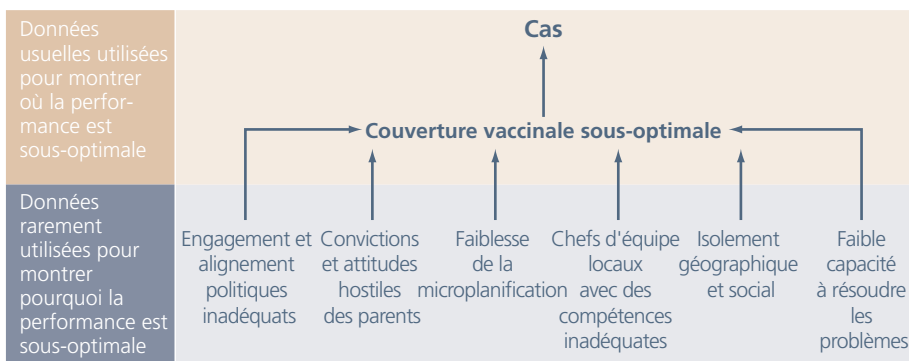 Données
usuelles utilisées
pour montrer
où la perfor-
mance est
sous-optimale
Cas
Couverture vaccinale sous-optimale
Données
rarement
utilisées pour
montrer
pourquoi la
performance est
sous-optimale
Engagement et
alignement
politiques
inadéquats
Convictions
et attitudes
hostiles
des parents
Faiblesse
de la
microplanification
Chefs d'équipe
locaux
avec des
compétences
inadéquates
Isolement
géographique
et social
Faible
capacité
à résoudre
les
problèmes